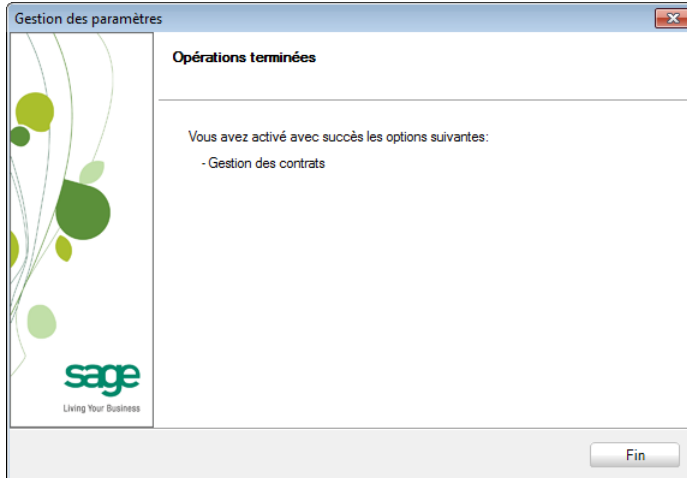 Gestion des paramètres
Opérations terminées
Vous avez activé avec succès les options suivantes:
- Gestion des contrats
sage
Living Your Business
Fin